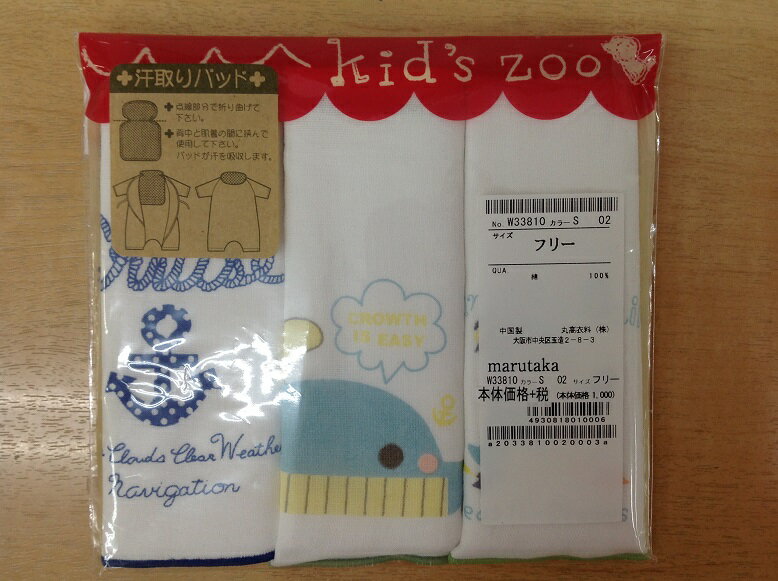 kid's zoo
汗取りパッド
点線部分で折り曲げて
下さい。
背中と肌着の間に挟んで
使用して下さい。
パッドが汗を吸収します。
GROWTH
IS EASY
Clouds Clear Weather
Navigation
No W33810 カラー S 02
サイズ
フリー
QUA
綿 100%
中国製 丸高衣料(株)
大阪市中央区玉造2-8-3
marutaka
W33810 カラー S 02 サイズ フリー
本体価格+税 (本体価格 1,000)
4930818010006
a2033810020003a